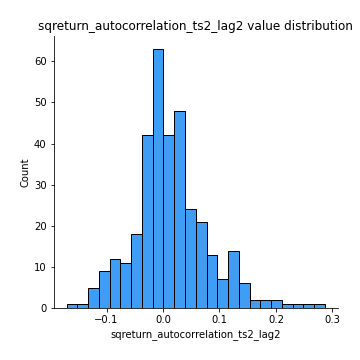 sqreturn_autocorrelation_ts2_lag2 value distribution
60
50
40
30
20
10
0
Count
−0.1 0.0 0.1 0.2 0.3
sqreturn_autocorrelation_ts2_lag2